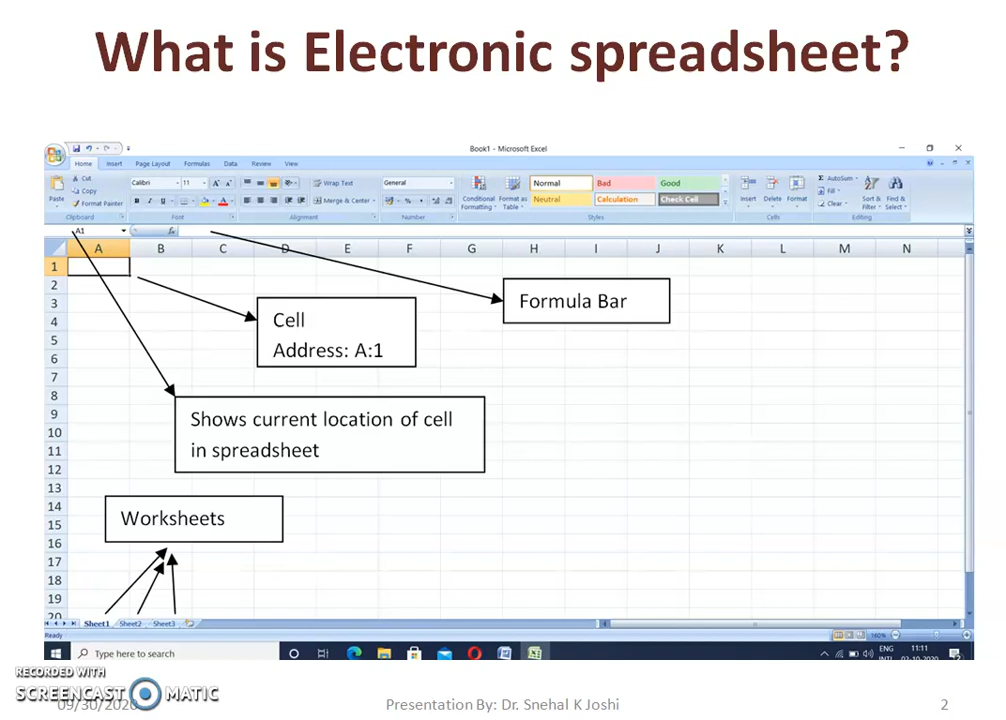 What is Electronic spreadsheet?
Book1 - Microsoft Excel
Home Insert Page Layout Formulas Data Review View
Cut
Copy
Format Painter
Paste
Clipboard
Calibri 11
B I U
Font
Wrap Text
Merge & Center
Alignment
General
Number
Conditional Formatting
Format as Table
Normal Bad Good
Neutral Calculation Check Cell
Styles
Insert Delete Format
Cells
Σ AutoSum
Fill
Clear
Sort & Filter
Find & Select
Editing
A1 fx
A B C D E F G H I J K L M N
1
2
3
4
5
6
7
8
9
10
11
12
13
14
15
16
17
18
19
20
Formula Bar
Cell
Address: A:1
Shows current location of cell
in spreadsheet
Worksheets
Sheet1 Sheet2 Sheet3
Ready 160%
Type here to search
ENG 11:11
INTL 02-10-2020
RECORDED WITH
SCREENCAST MATIC
09/30/2020 Presentation By: Dr. Snehal K Joshi 2